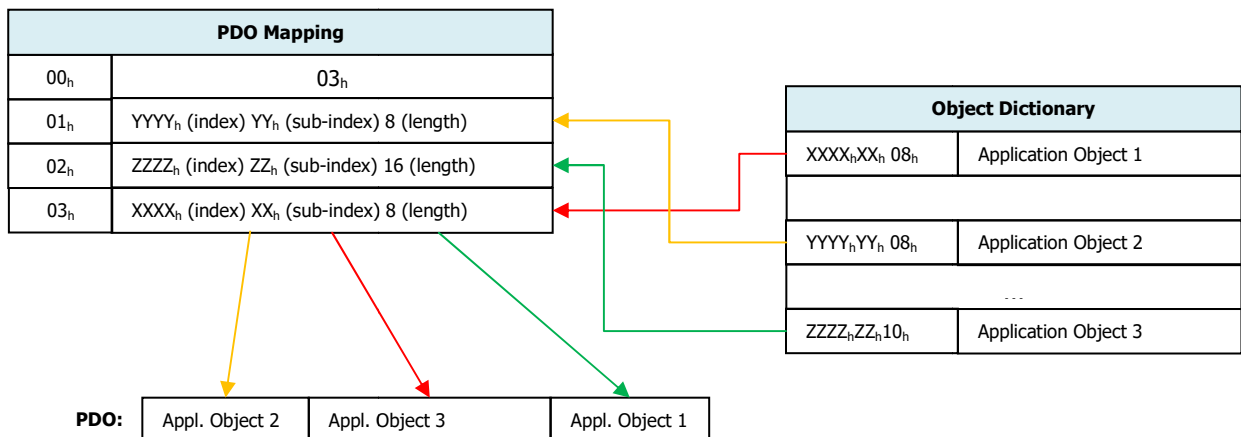 PDO Mapping
00h 03h
01h YYYYh (index) YYh (sub-index) 8 (length)
02h ZZZZh (index) ZZh (sub-index) 16 (length)
03h XXXXh (index) XXh (sub-index) 8 (length)
Object Dictionary
XXXXhXXh 08h Application Object 1
YYYYhYYh 08h Application Object 2
...
ZZZZhZZh10h Application Object 3
PDO: Appl. Object 2 Appl. Object 3 Appl. Object 1